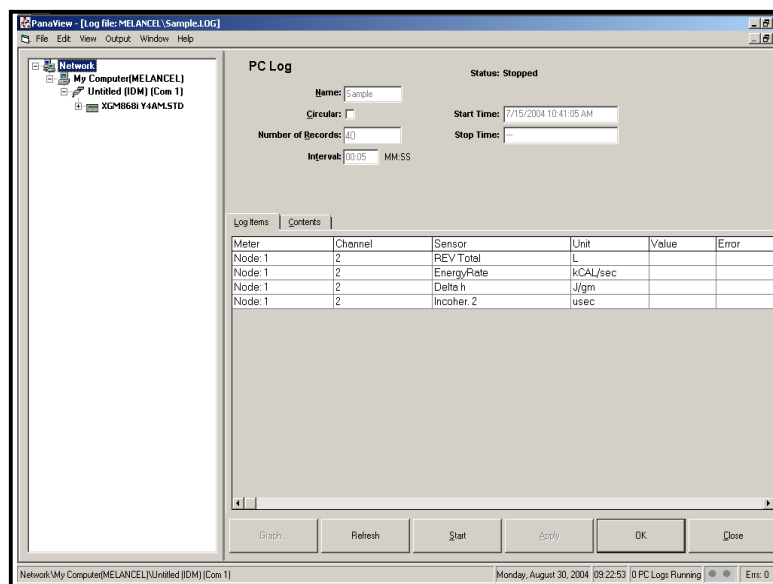 PanaView - [Log file: MELANCEL\Sample.LOG]
File Edit View Output Window Help
Network
My Computer(MELANCEL)
Untitled (IDM) (Com 1)
XGM868i Y4AM.STD
PC Log
Status: Stopped
Name: Sample
Circular:
Start Time: 7/15/2004 10:41:05 AM
Number of Records: 40
Stop Time: ---
Interval: 00:05 MM:SS
Log Items Contents
Meter Channel Sensor Unit Value Error
Node: 1 2 REV Total L
Node: 1 2 EnergyRate kCAL/sec
Node: 1 2 Delta h J/gm
Node: 1 2 Incoher. 2 usec
Graph... Refresh Start Apply OK Close
Network\My Computer(MELANCEL)\Untitled (IDM) (Com 1) Monday, August 30, 2004 09:22:53 0 PC Logs Running Errs: 0